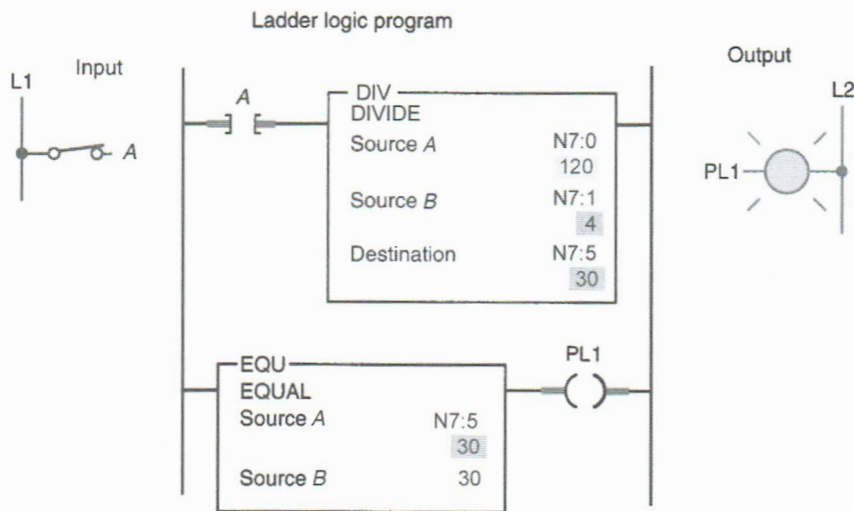 Ladder logic program
Input
Output
L1
L2
A
A
DIV
DIVIDE
Source A N7:0
120
Source B N7:1
4
Destination N7:5
30
PL1
PL1
EQU
EQUAL
Source A N7:5
30
Source B 30